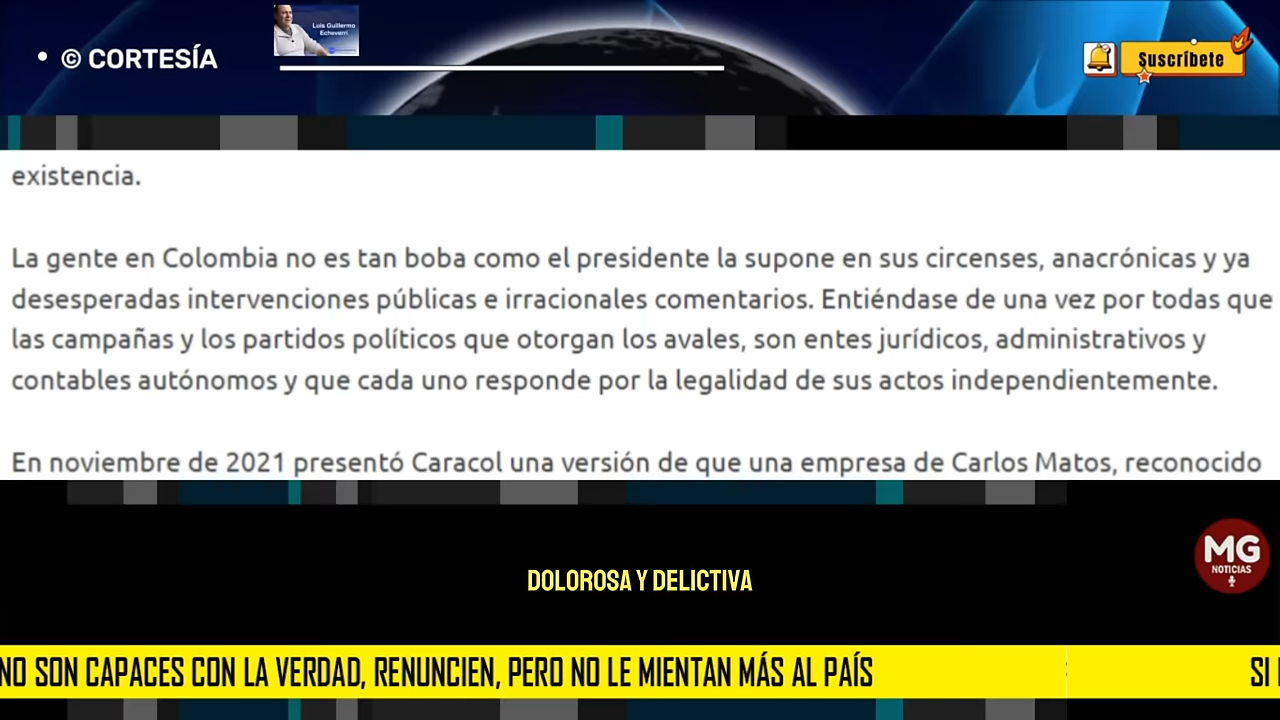 • © CORTESÍA
Luis Guillermo
Echeverri
Suscríbete
existencia.
La gente en Colombia no es tan boba como el presidente la supone en sus circenses, anacrónicas y ya
desesperadas intervenciones públicas e irracionales comentarios. Entiéndase de una vez por todas que
las campañas y los partidos políticos que otorgan los avales, son entes jurídicos, administrativos y
contables autónomos y que cada uno responde por la legalidad de sus actos independientemente.
En noviembre de 2021 presentó Caracol una versión de que una empresa de Carlos Matos, reconocido
MG
NOTICIAS
DOLOROSA Y DELICTIVA
NO SON CAPACES CON LA VERDAD, RENUNCIEN, PERO NO LE MIENTAN MÁS AL PAÍS
SI